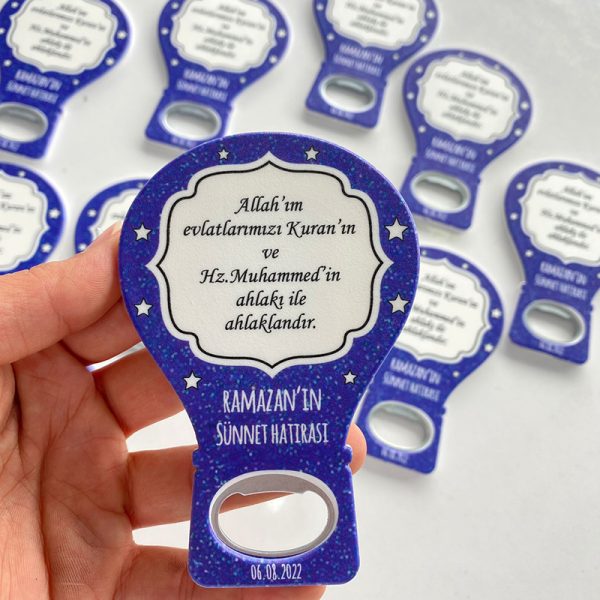 Allah'ım
evlatlarımızı Kuran'ın
ve
Hz.Muhammed'in
ahlakı ile
ahlaklandır.
RAMAZAN'IN
SÜNNET HATIRASI
06.08.2022